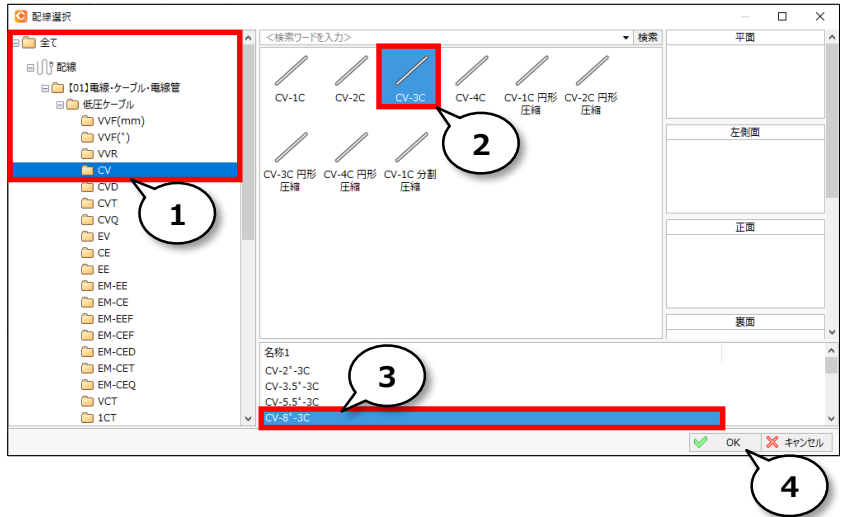 配線選択
全て
配線
【01】電線・ケーブル・電線管
低圧ケーブル
VVF(mm)
VVF(ﾟ)
VVR
CV
CVD
CVT
CVQ
EV
CE
EE
EM-EE
EM-CE
EM-EEF
EM-CEF
EM-CED
EM-CET
EM-CEQ
VCT
1CT
1
<検索ワードを入力>
検索
CV-1C
CV-2C
CV-3C
CV-4C
CV-1C 円形
圧縮
CV-2C 円形
圧縮
2
CV-3C 円形
圧縮
CV-4C 円形
圧縮
CV-1C 分割
圧縮
平面
左側面
正面
裏面
名称1
CV-2ﾟ-3C
CV-3.5ﾟ-3C
CV-5.5ﾟ-3C
CV-8ﾟ-3C
3
OK
キャンセル
4